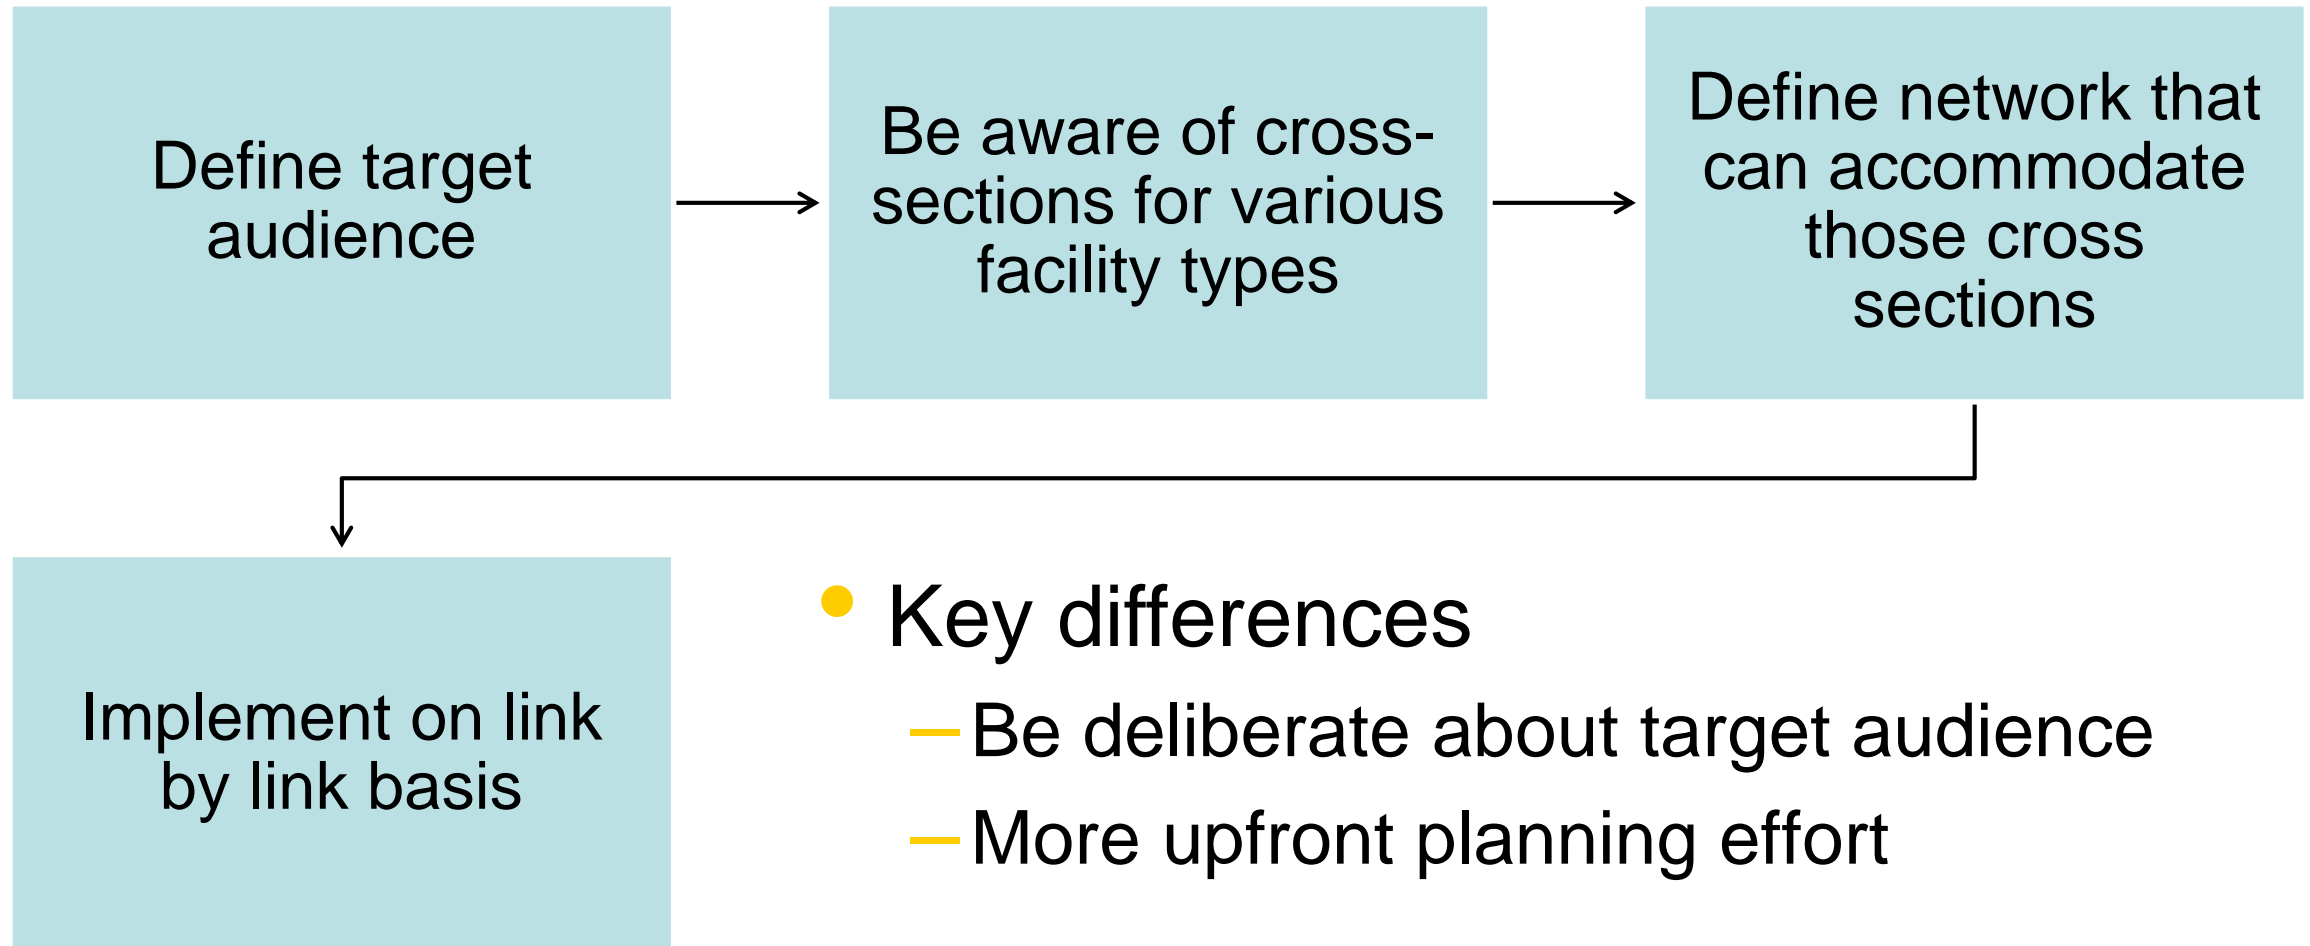 Define target
audience
Be aware of cross-
sections for various
facility types
Define network that
can accommodate
those cross
sections
Implement on link
by link basis
• Key differences
– Be deliberate about target audience
– More upfront planning effort